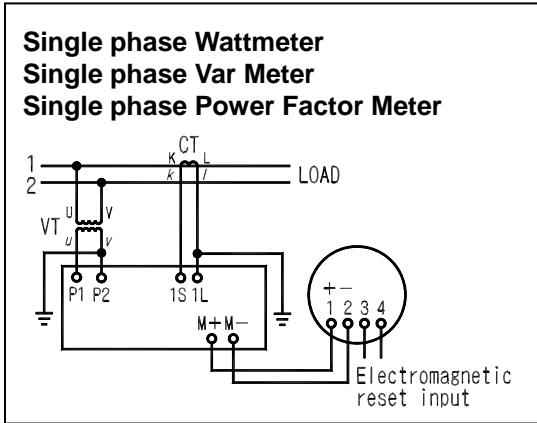 Single phase Wattmeter
Single phase Var Meter
Single phase Power Factor Meter
CT
1 K L
2 k l LOAD
U V
VT
u v
P1 P2 1S 1L
+ -
M+ M- 1 2 3 4
Electromagnetic
reset input